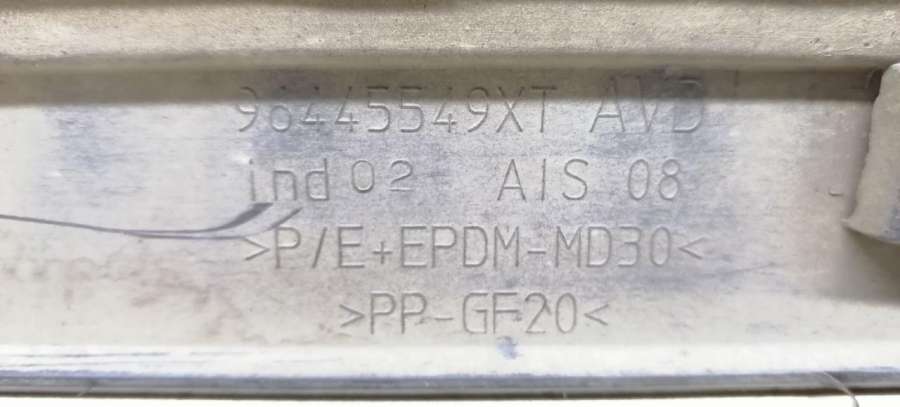 96445549XT AVD
ind 02 AIS 08
>P/E+EPDM-MD30<
>PP-GF20<